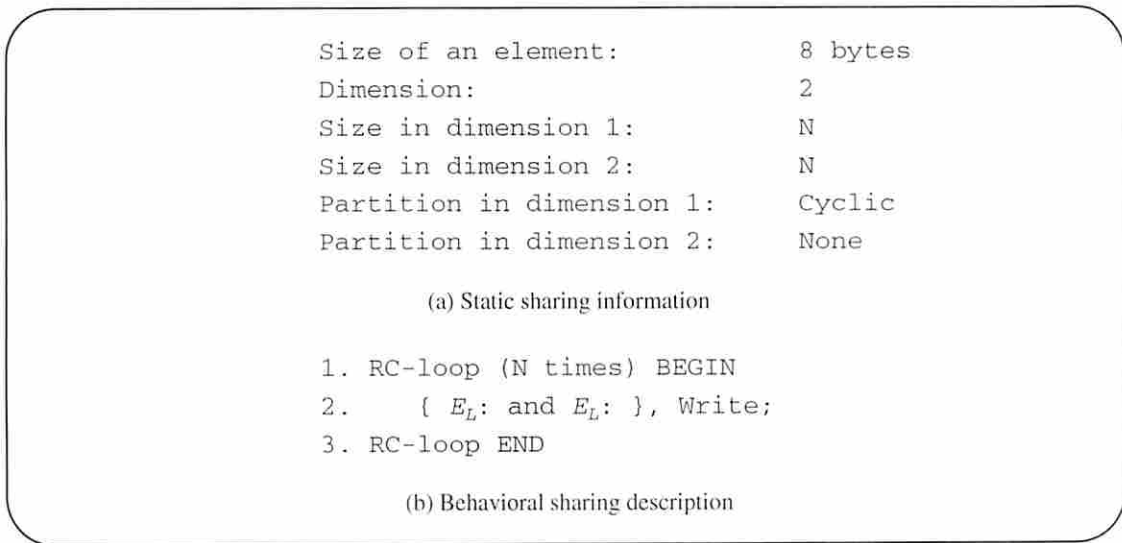 Size of an element: 8 bytes
Dimension: 2
Size in dimension 1: N
Size in dimension 2: N
Partition in dimension 1: Cyclic
Partition in dimension 2: None
(a) Static sharing information
1. RC-loop (N times) BEGIN
2. { E_L: and E_L: }, Write;
3. RC-loop END
(b) Behavioral sharing description